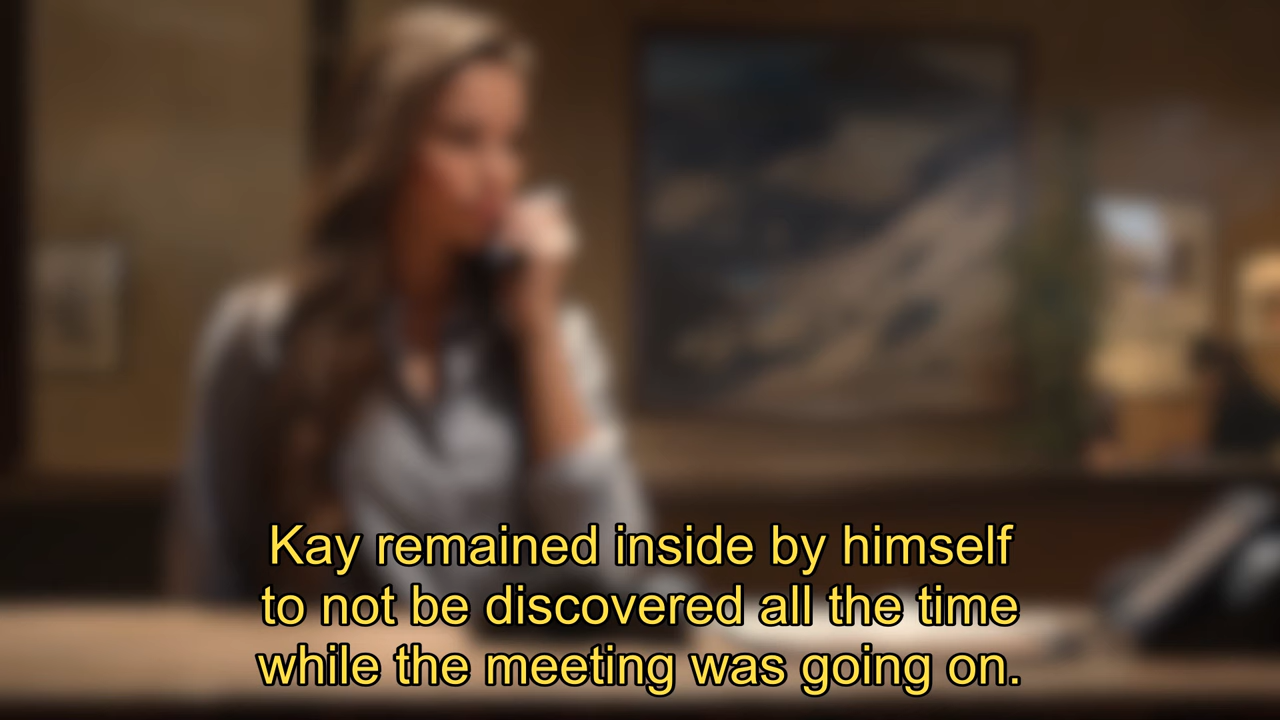 Kay remained inside by himself
to not be discovered all the time
while the meeting was going on.